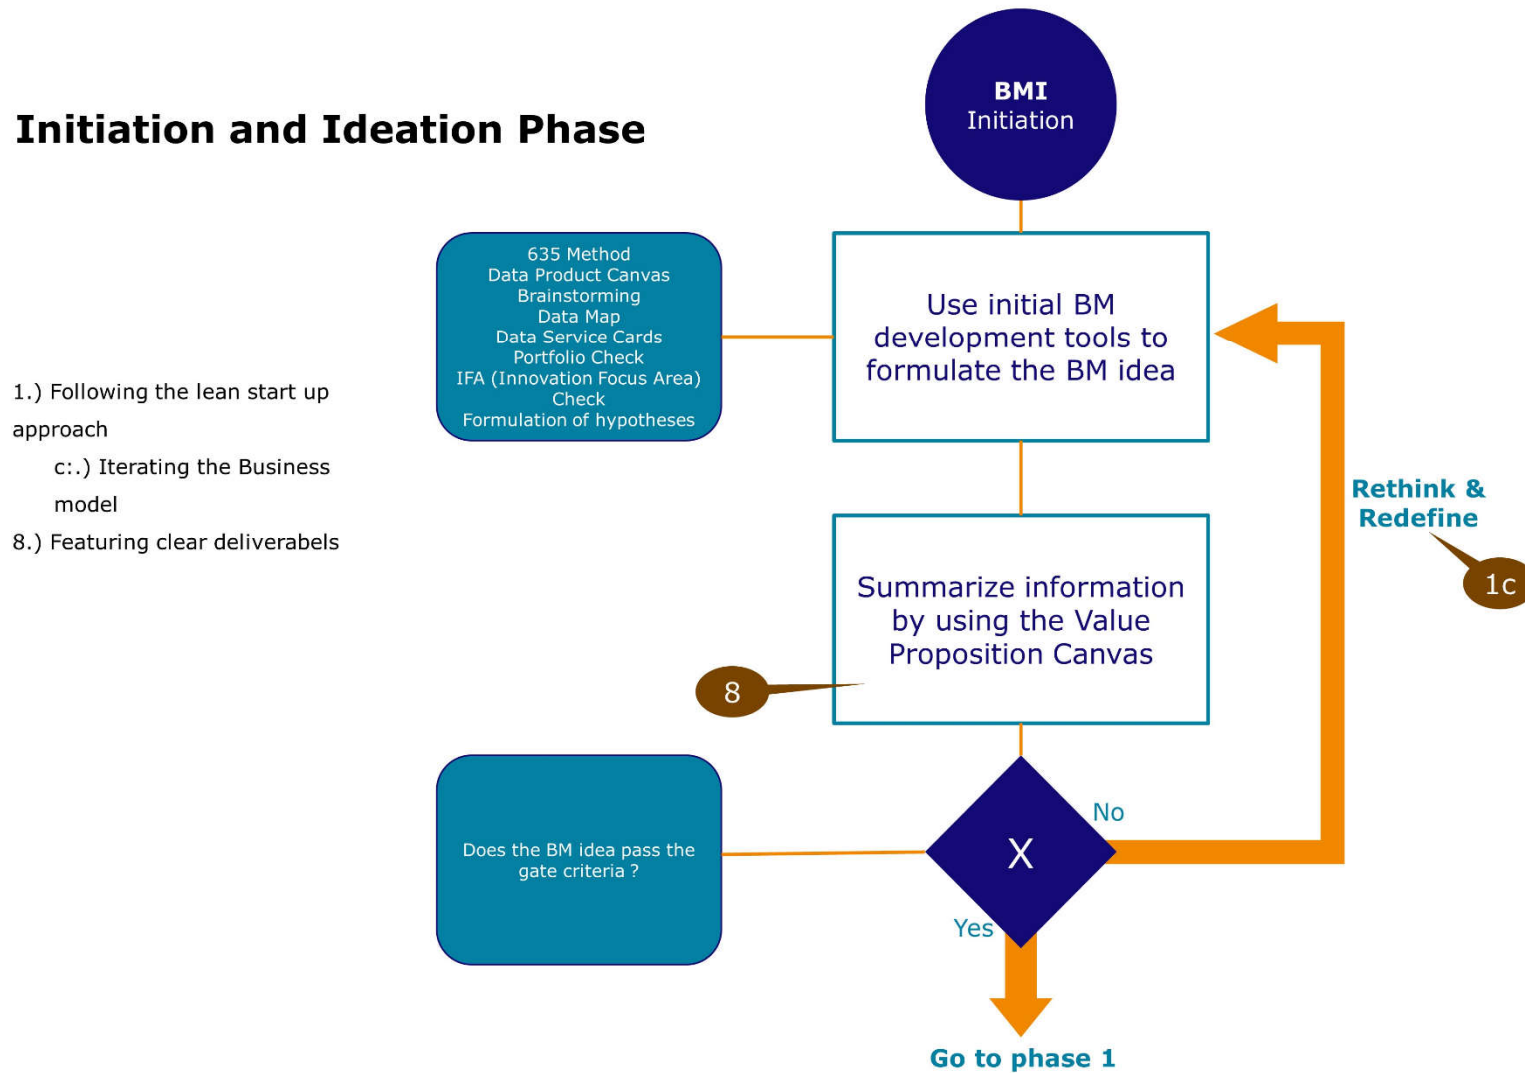 BMI
Initiation
Initiation and Ideation Phase
635 Method
Data Product Canvas
Brainstorming
Data Map
Data Service Cards
Portfolio Check
IFA (Innovation Focus Area)
Check
Formulation of hypotheses
Use initial BM
development tools to
formulate the BM idea
1.) Following the lean start up
approach
c:.) Iterating the Business
model
8.) Featuring clear deliverabels
Rethink &
Redefine
1c
Summarize information
by using the Value
Proposition Canvas
8
Does the BM idea pass the
gate criteria ?
X
No
Yes
Go to phase 1